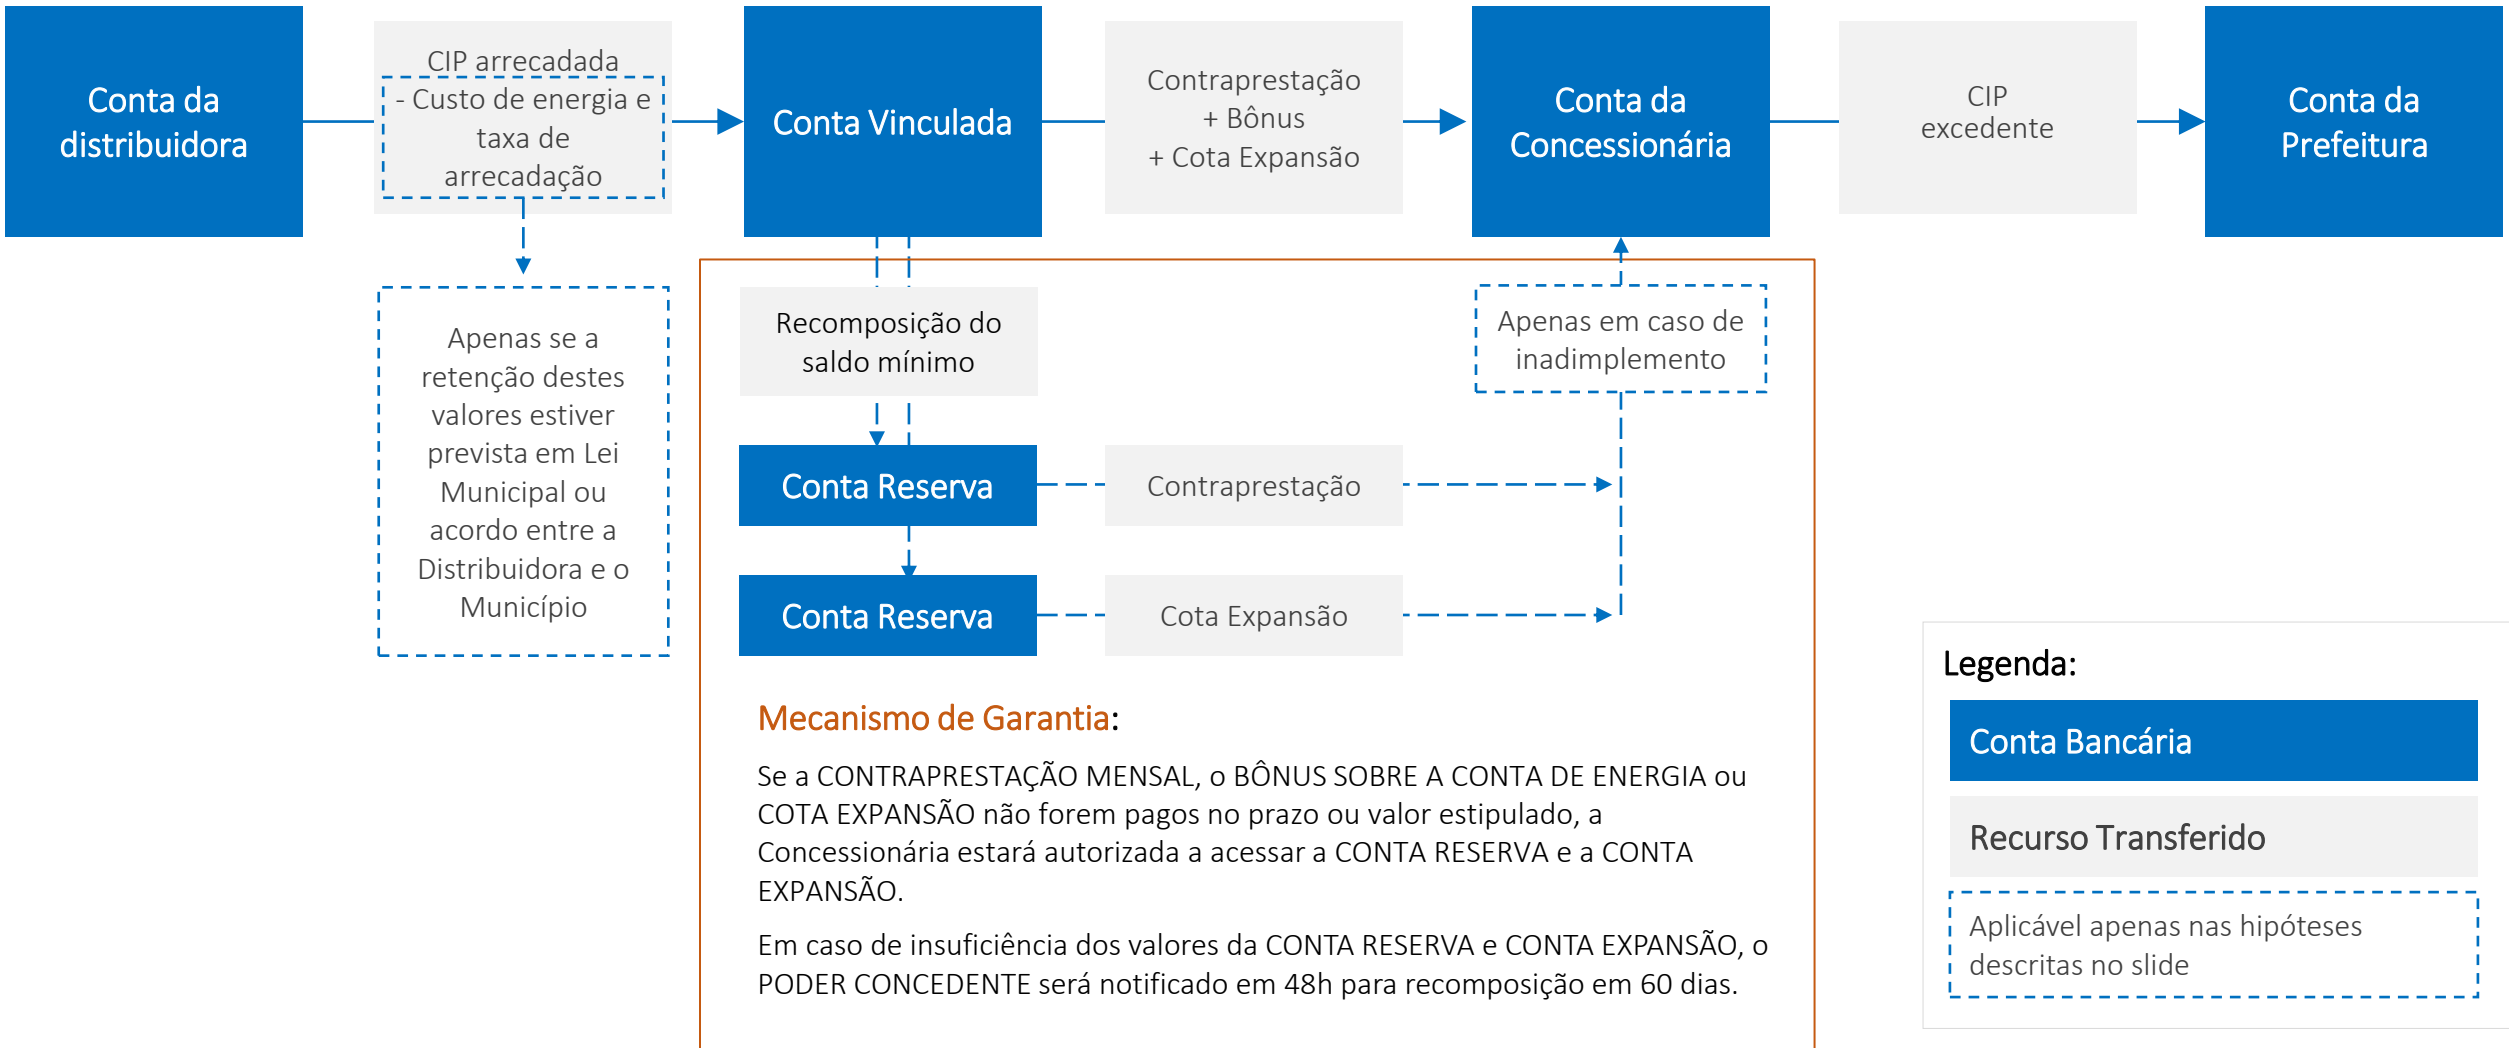 Conta da
distribuidora
CIP arrecadada
- Custo de energia e
taxa de
arrecadação
Conta Vinculada
Contraprestação
+ Bônus
+ Cota Expansão
Conta da
Concessionária
CIP
excedente
Conta da
Prefeitura
Apenas se a
retenção destes
valores estiver
prevista em Lei
Municipal ou
acordo entre a
Distribuidora e o
Município
Recomposição do
saldo mínimo
Apenas em caso de
inadimplemento
Conta Reserva
Contraprestação
Conta Reserva
Cota Expansão
Mecanismo de Garantia:
Se a CONTRAPRESTAÇÃO MENSAL, o BÔNUS SOBRE A CONTA DE ENERGIA ou
COTA EXPANSÃO não forem pagos no prazo ou valor estipulado, a
Concessionária estará autorizada a acessar a CONTA RESERVA e a CONTA
EXPANSÃO.
Em caso de insuficiência dos valores da CONTA RESERVA e CONTA EXPANSÃO, o
PODER CONCEDENTE será notificado em 48h para recomposição em 60 dias.
Legenda:
Conta Bancária
Recurso Transferido
Aplicável apenas nas hipóteses
descritas no slide